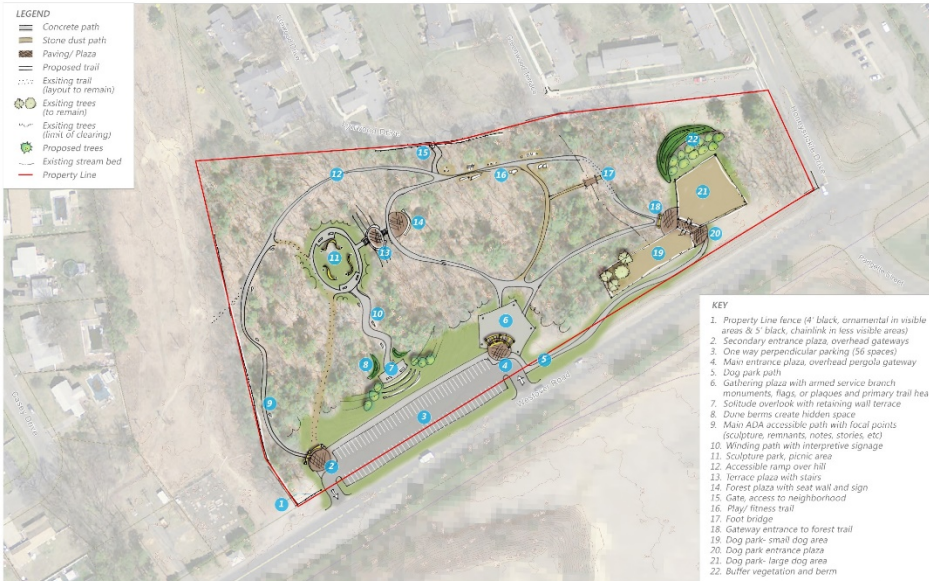 LEGEND
Concrete path
Stone dust path
Paving/ Plaza
Proposed trail
Exsiting trail
(layout to remain)
Exsiting trees
(to remain)
Exsiting trees
(limit of clearing)
Proposed trees
Existing stream bed
Property Line
15
12
16
17
22
21
14
18
13
11
19
20
10
6
8
7
4
5
9
3
2
1
KEY
1. Property Line fence (4' black, ornamental in visible
areas & 5' black, chainlink in less visible areas)
2. Secondary entrance plaza, overhead gateways
3. One way perpendicular parking (56 spaces)
4. Main entrance plaza, overhead pergola gateway
5. Dog park path
6. Gathering plaza with armed service branch
monuments, flags, or plaques and primary trail hea
7. Solitude overlook with retaining wall terrace
8. Done berms create hidden space
9. Main ADA accessible path with focal points
(sculpture, remnants, notes, stories, etc)
10. Winding path with interpretive signage
11. Sculpture park, picnic area
12. Accessible ramp over hill
13. Terrace plaza with stairs
14. Forest plaza with seat wall and sign
15. Gate, access to neighborhood
16. Play/ fitness trail
17. Foot bridge
18. Gateway entrance to forest trail
19. Dog park- small dog area
20. Dog park entrance plaza
21. Dog park- large dog area
22. Buffer vegetation and berm